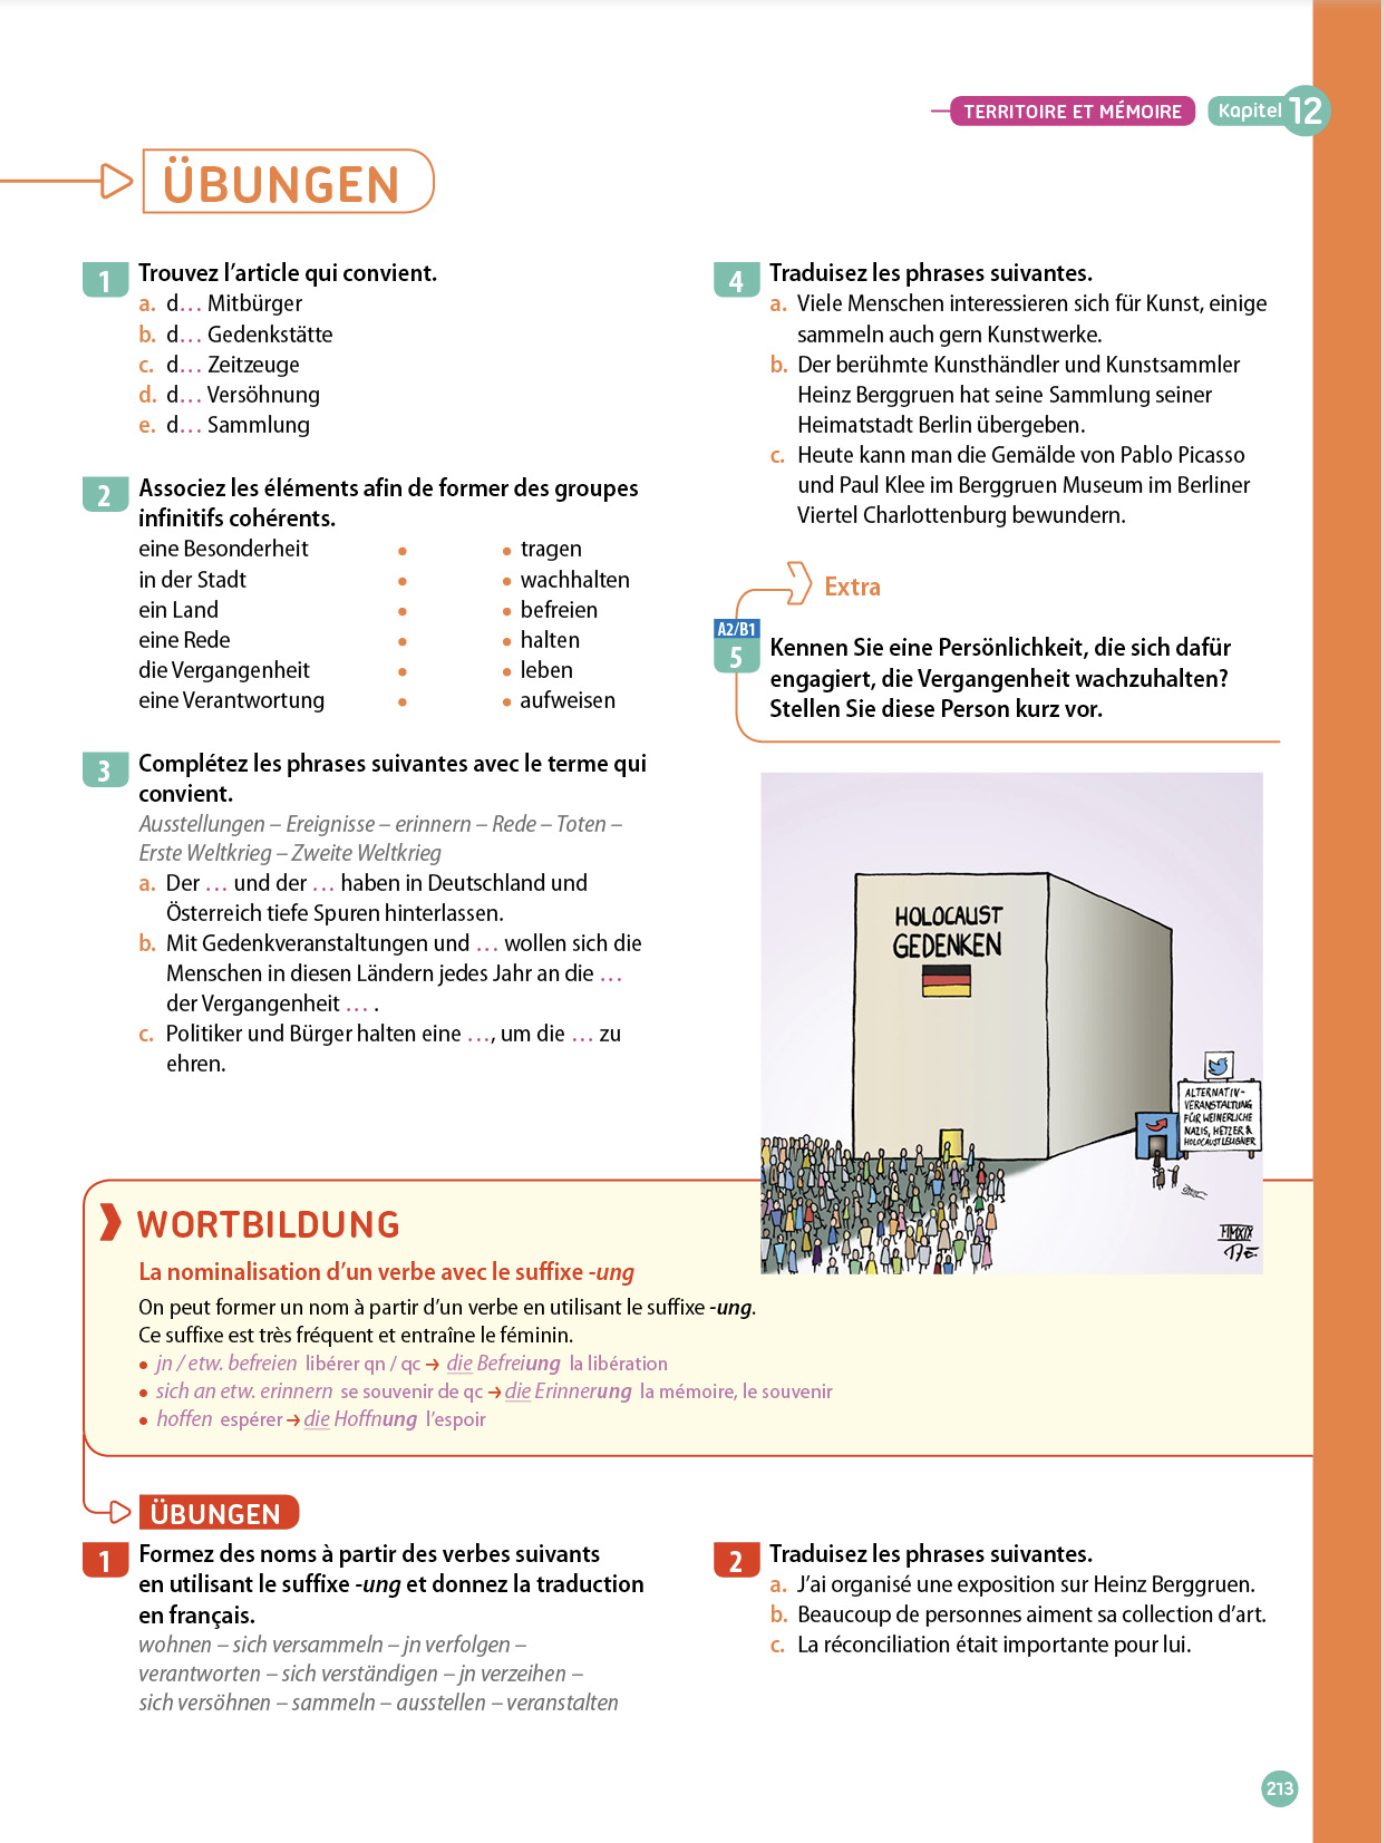 TERRITOIRE ET MÉMOIRE Kapitel 12
ÜBUNGEN
1 Trouvez l'article qui convient.
a. d… Mitbürger
b. d… Gedenkstätte
c. d… Zeitzeuge
d. d… Versöhnung
e. d… Sammlung
2 Associez les éléments afin de former des groupes
infinitifs cohérents.
eine Besonderheit • • tragen
in der Stadt • • wachhalten
ein Land • • befreien
eine Rede • • halten
die Vergangenheit • • leben
eine Verantwortung • • aufweisen
3 Complétez les phrases suivantes avec le terme qui
convient.
Ausstellungen – Ereignisse – erinnern – Rede – Toten –
Erste Weltkrieg – Zweite Weltkrieg
a. Der … und der … haben in Deutschland und
Österreich tiefe Spuren hinterlassen.
b. Mit Gedenkveranstaltungen und … wollen sich die
Menschen in diesen Ländern jedes Jahr an die …
der Vergangenheit … .
c. Politiker und Bürger halten eine …, um die … zu
ehren.
4 Traduisez les phrases suivantes.
a. Viele Menschen interessieren sich für Kunst, einige
sammeln auch gern Kunstwerke.
b. Der berühmte Kunsthändler und Kunstsammler
Heinz Berggruen hat seine Sammlung seiner
Heimatstadt Berlin übergeben.
c. Heute kann man die Gemälde von Pablo Picasso
und Paul Klee im Berggruen Museum im Berliner
Viertel Charlottenburg bewundern.
Extra
A2/B1
5 Kennen Sie eine Persönlichkeit, die sich dafür
engagiert, die Vergangenheit wachzuhalten?
Stellen Sie diese Person kurz vor.
HOLOCAUST
GEDENKEN
ALTERNATIV-
VERANSTALTUNG
FÜR WEINERLICHE
NAZIS, HETZER &
HOLOCAUSTLEUGNER
MMXIX
WORTBILDUNG
La nominalisation d'un verbe avec le suffixe -ung
On peut former un nom à partir d'un verbe en utilisant le suffixe -ung.
Ce suffixe est très fréquent et entraîne le féminin.
• jn / etw. befreien libérer qn / qc → die Befreiung la libération
• sich an etw. erinnern se souvenir de qc → die Erinnerung la mémoire, le souvenir
• hoffen espérer → die Hoffnung l'espoir
ÜBUNGEN
1 Formez des noms à partir des verbes suivants
en utilisant le suffixe -ung et donnez la traduction
en français.
wohnen – sich versammeln – jn verfolgen –
verantworten – sich verständigen – jn verzeihen –
sich versöhnen – sammeln – ausstellen – veranstalten
2 Traduisez les phrases suivantes.
a. J'ai organisé une exposition sur Heinz Berggruen.
b. Beaucoup de personnes aiment sa collection d'art.
c. La réconciliation était importante pour lui.
213